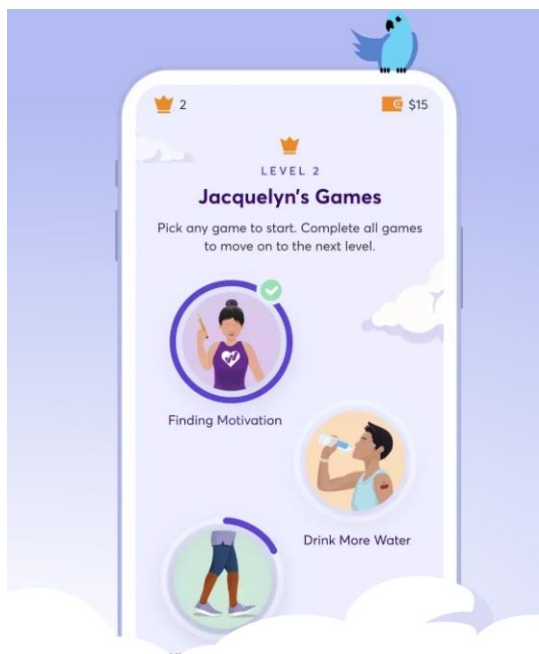 2
$15
LEVEL 2
Jacquelyn's Games
Pick any game to start. Complete all games
to move on to the next level.
Finding Motivation
Drink More Water